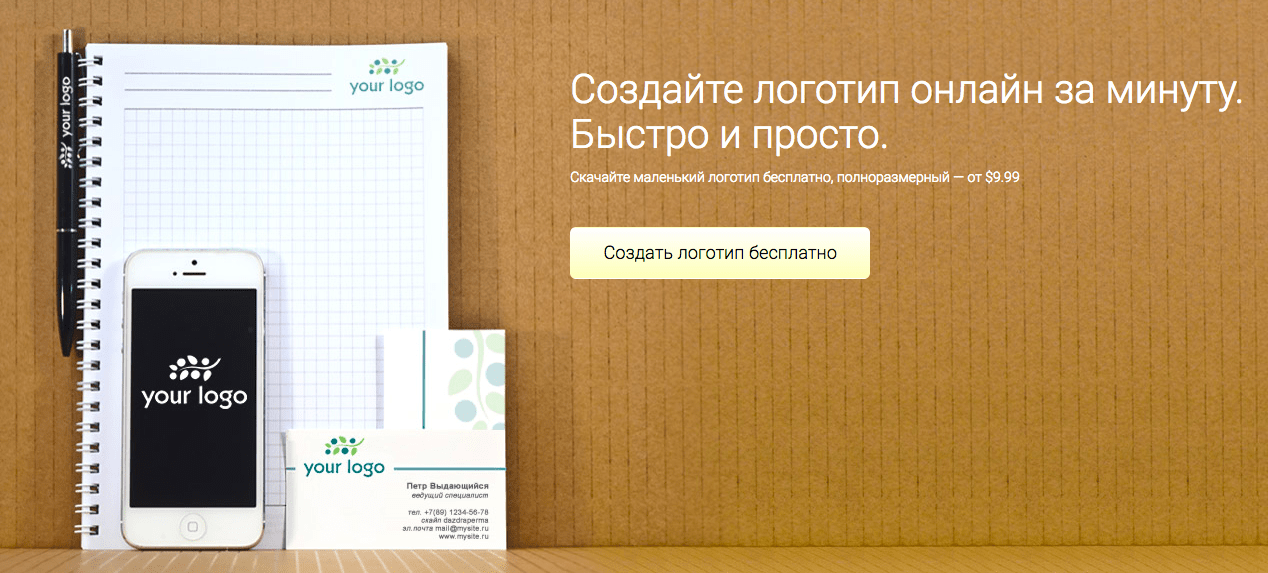 your logo
your logo
Создайте логотип онлайн за минуту.
Быстро и просто.
Скачайте маленький логотип бесплатно, полноразмерный — от $9.99
Создать логотип бесплатно
your logo
your logo
Петр Выдающийся
ведущий специалист
тел. +7(89) 1234-56-78
скайп dazdraperma
эл.почта mail@mysite.ru
www.mysite.ru